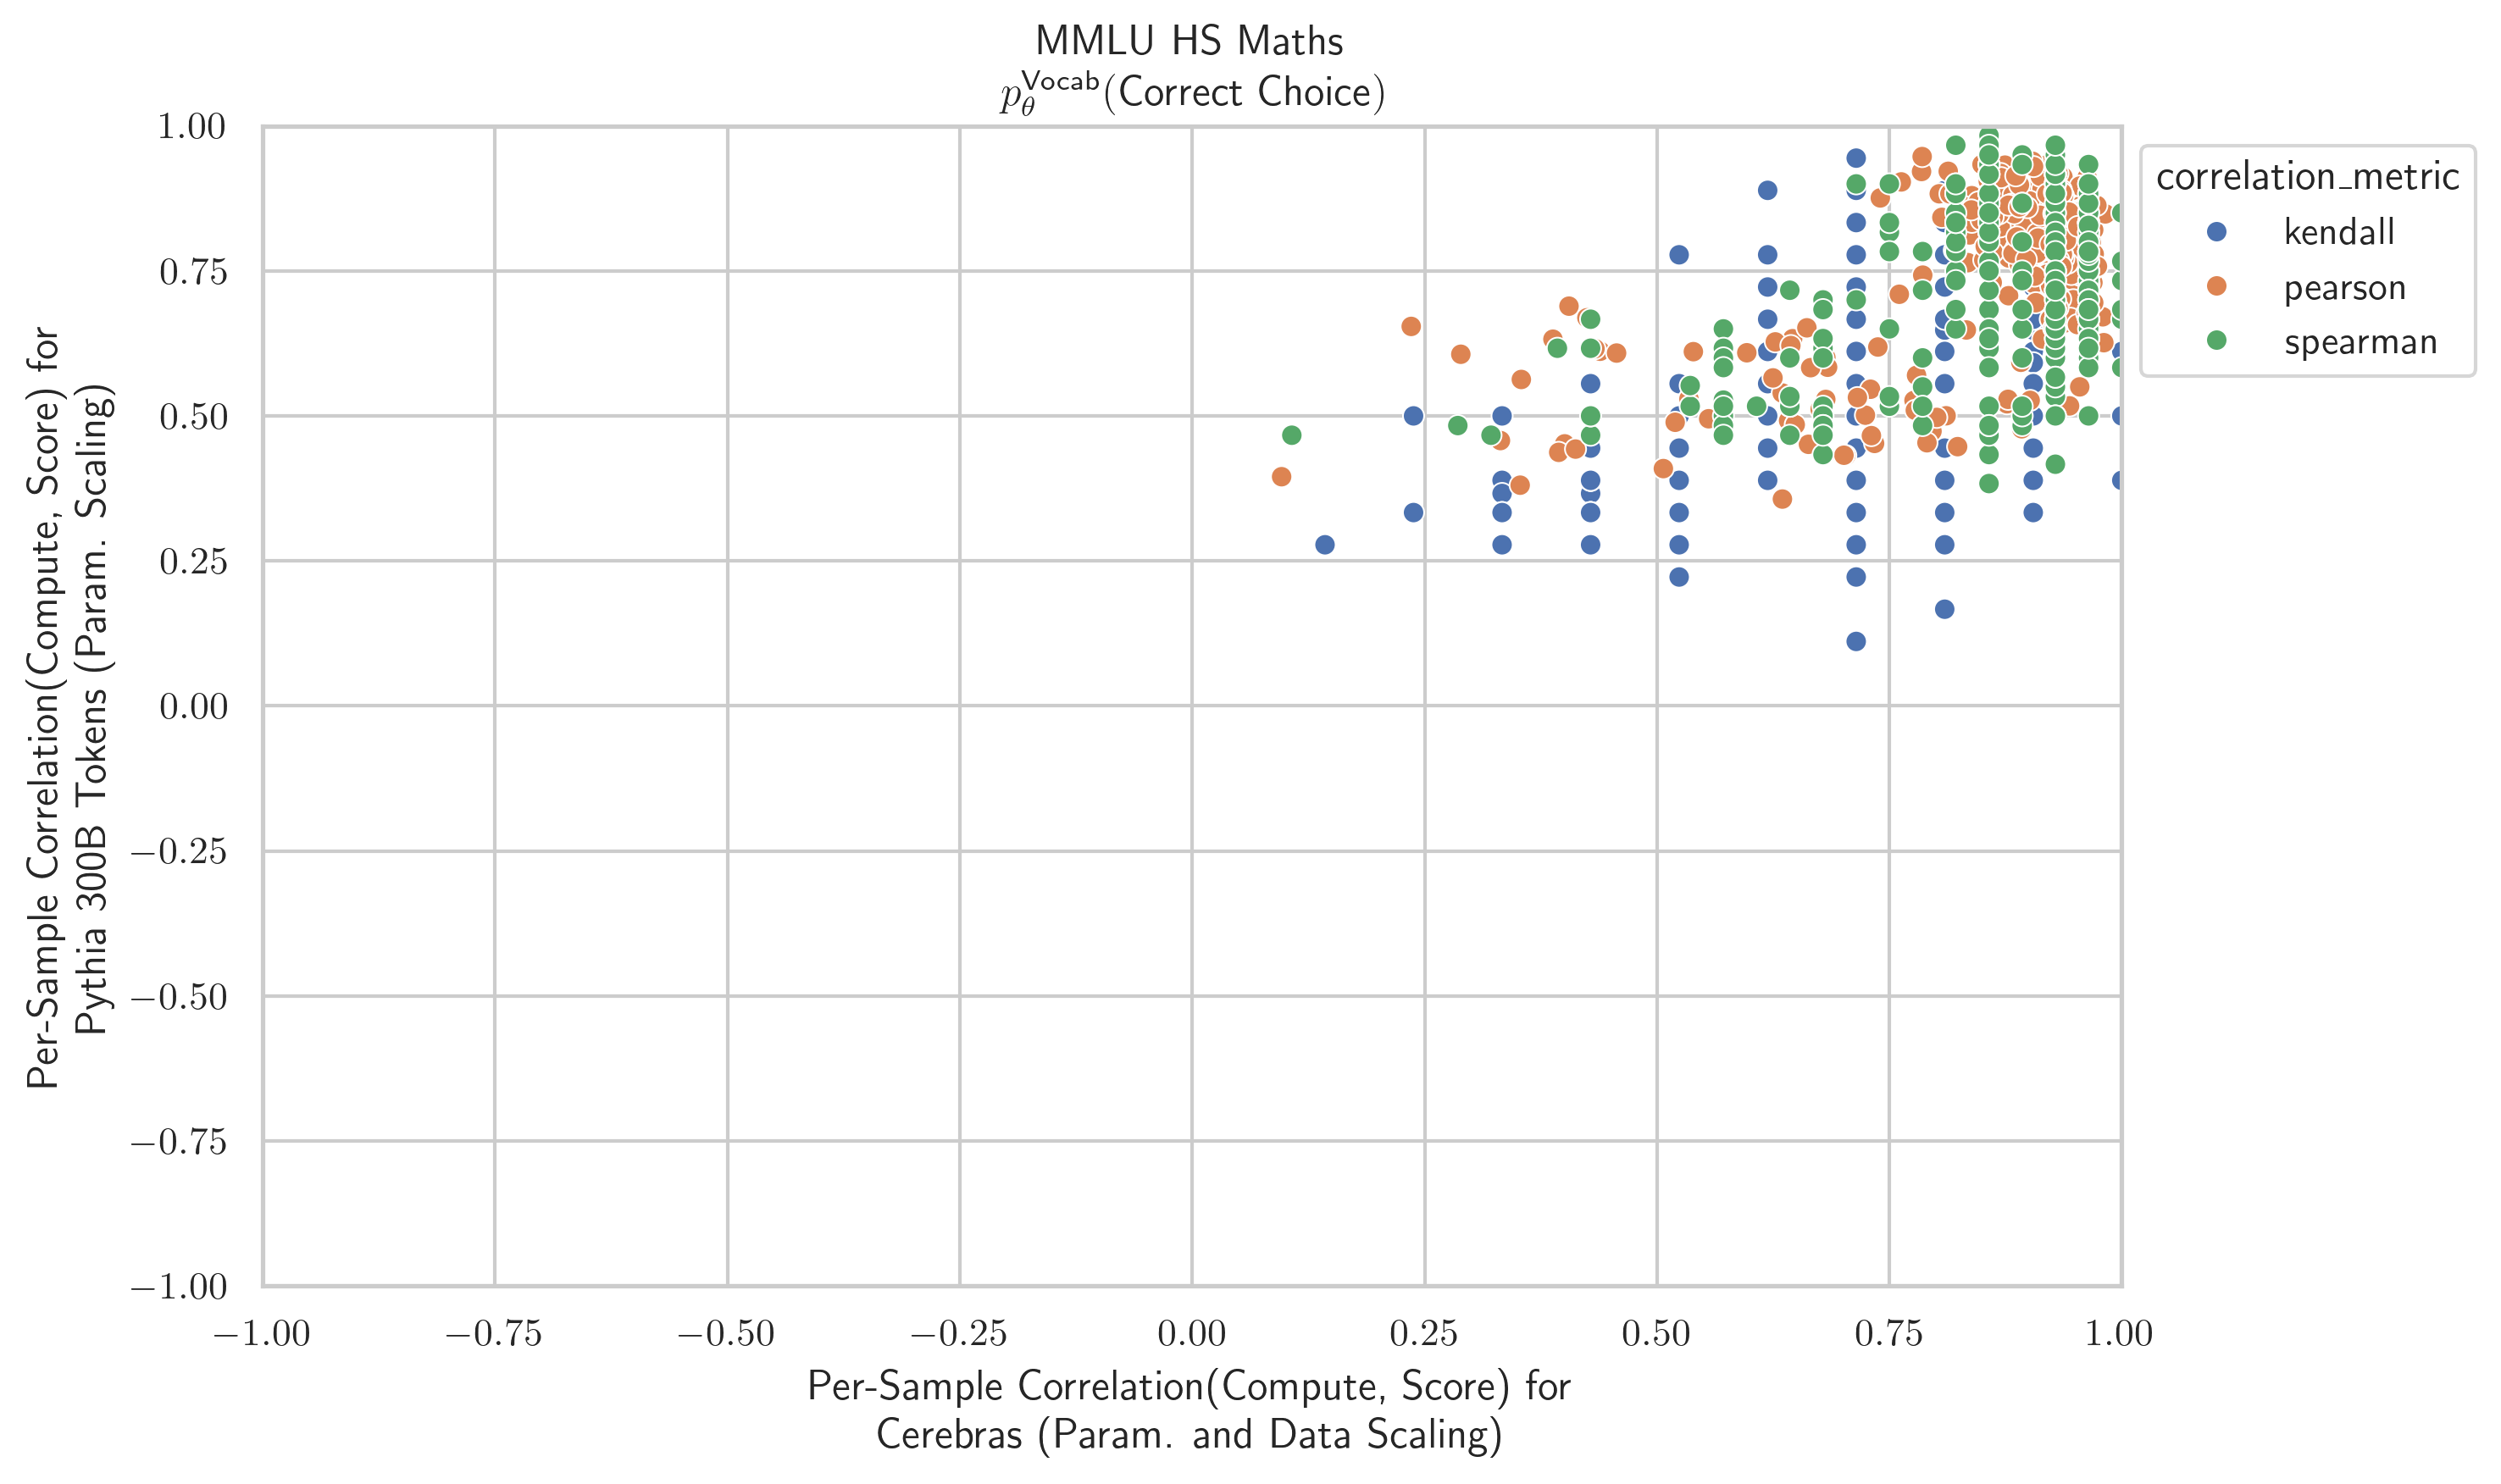 MMLU HS Maths
p_θ^Vocab(Correct Choice)
Per-Sample Correlation(Compute, Score) for
Pythia 300B Tokens (Param. Scaling)
1.00
0.75
0.50
0.25
0.00
−0.25
−0.50
−0.75
−1.00
−1.00 −0.75 −0.50 −0.25 0.00 0.25 0.50 0.75 1.00
Per-Sample Correlation(Compute, Score) for
Cerebras (Param. and Data Scaling)
correlation_metric
kendall
pearson
spearman